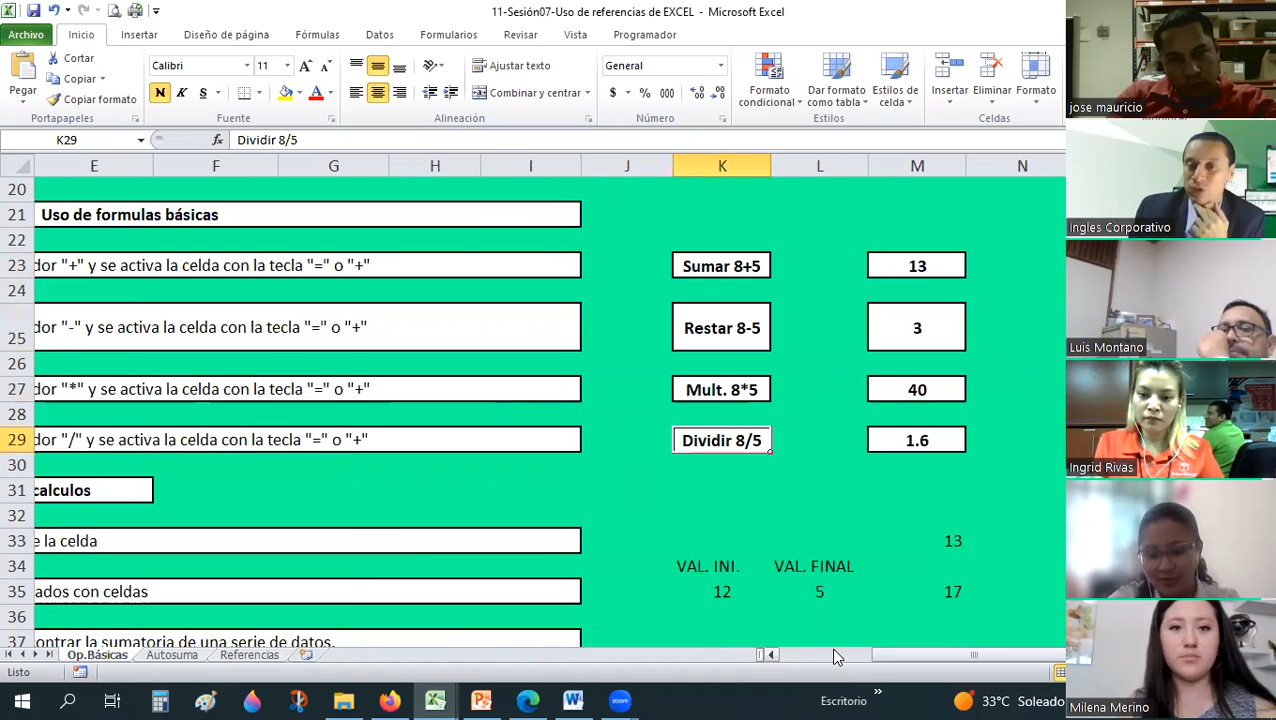 11-Sesión07-Uso de referencias de EXCEL - Microsoft Excel
Archivo Inicio Insertar Diseño de página Fórmulas Datos Formularios Revisar Vista Programador
Pegar
Cortar
Copiar
Copiar formato
Portapapeles
Calibri 11
N K S
Fuente
Ajustar texto
Combinar y centrar
Alineación
General
$ % 000
Número
Formato condicional
Dar formato como tabla
Estilos de celda
Estilos
Insertar
Eliminar
Formato
Celdas
K29 fx Dividir 8/5
E F G H I J K L M N
20
21 Uso de formulas básicas
22
23 dor "+" y se activa la celda con la tecla "=" o "+" Sumar 8+5 13
24
25 dor "-" y se activa la celda con la tecla "=" o "+" Restar 8-5 3
26
27 dor "*" y se activa la celda con la tecla "=" o "+" Mult. 8*5 40
28
29 dor "/" y se activa la celda con la tecla "=" o "+" Dividir 8/5 1.6
30
31 calculos
32
33 e la celda 13
34 VAL. INI. VAL. FINAL
35 ados con celdas 12 5 17
36
37 ontrar la sumatoria de una serie de datos.
Op.Básicas Autosuma Referencias
Listo
zoom
Escritorio »
33°C Soleado
jose mauricio
Ingles Corporativo
Luis Montano
Ingrid Rivas
Milena Merino